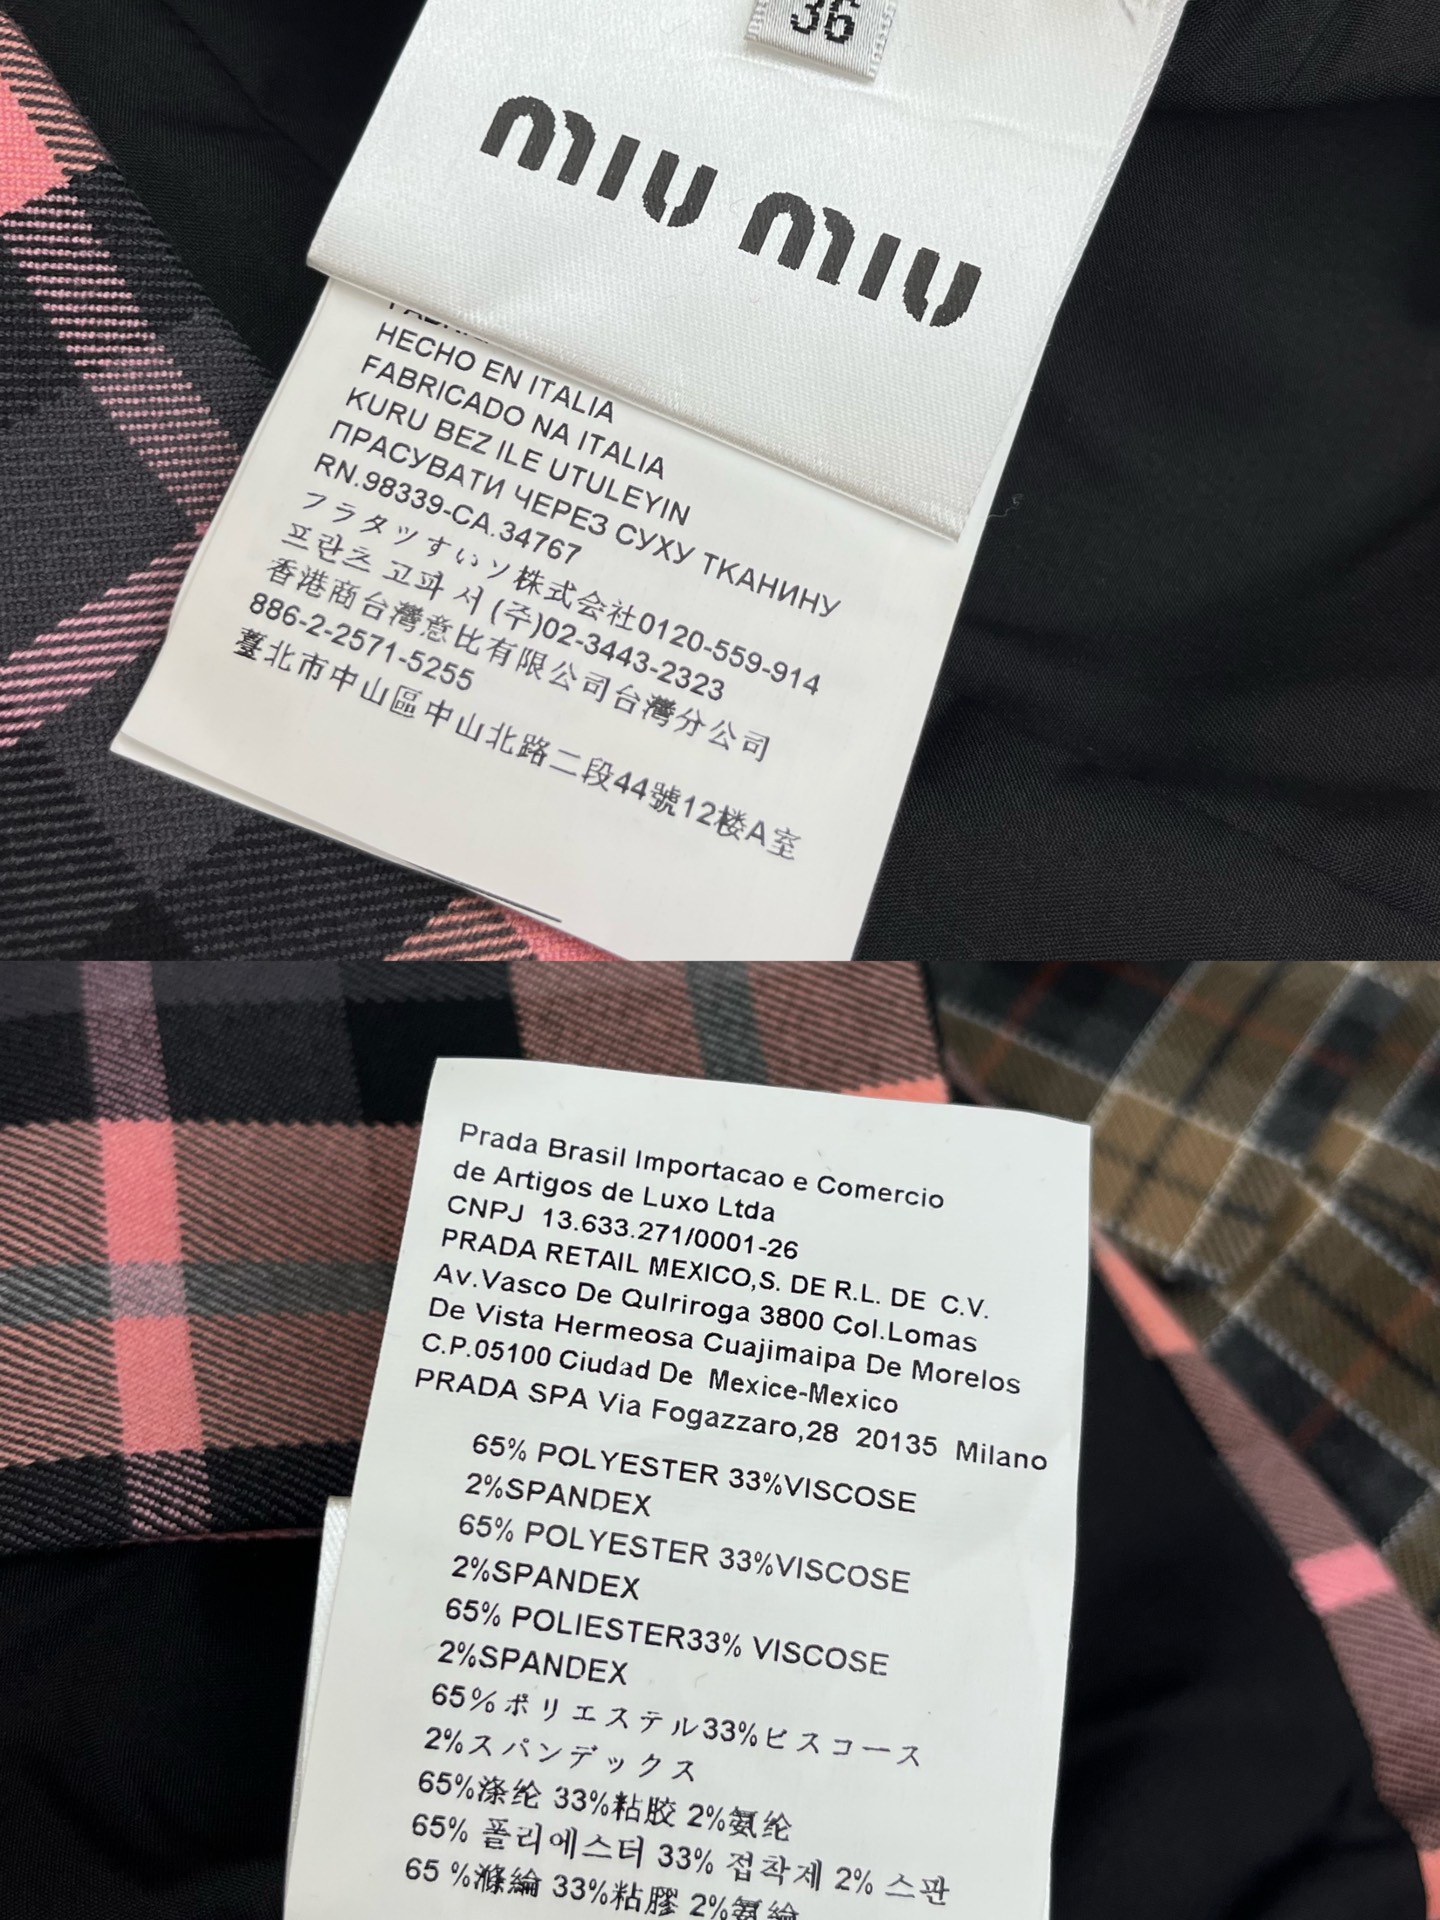 36
miu miu
HECHO EN ITALIA
FABRICADO NA ITALIA
KURU BEZ ILE UTULEYIN
ПРАСУВАТИ ЧЕРЕЗ СУХУ ТКАНИНУ
RN.98339-CA.34767
フラタツすぃソ株式会社0120-559-914
프란츠 고파 서 (주)02-3443-2323
香港商台灣意比有限公司台灣分公司
886-2-2571-5255
薹北市中山區中山北路二段44號12楼A室
Prada Brasil Importacao e Comercio
de Artigos de Luxo Ltda
CNPJ 13.633.271/0001-26
PRADA RETAIL MEXICO,S. DE R.L. DE C.V.
Av.Vasco De Qulriroga 3800 Col.Lomas
De Vista Hermeosa Cuajimaipa De Morelos
C.P.05100 Ciudad De Mexice-Mexico
PRADA SPA Via Fogazzaro,28 20135 Milano
65% POLYESTER 33%VISCOSE
2%SPANDEX
65% POLYESTER 33%VISCOSE
2%SPANDEX
65% POLIESTER33% VISCOSE
2%SPANDEX
65%ポリエステル33%ビスコース
2%スパンデックス
65%涤纶 33%粘胶 2%氨纶
65% 폴리에스터 33% 접착제 2% 스판
65 %滌綸 33%粘膠 2%氨綸